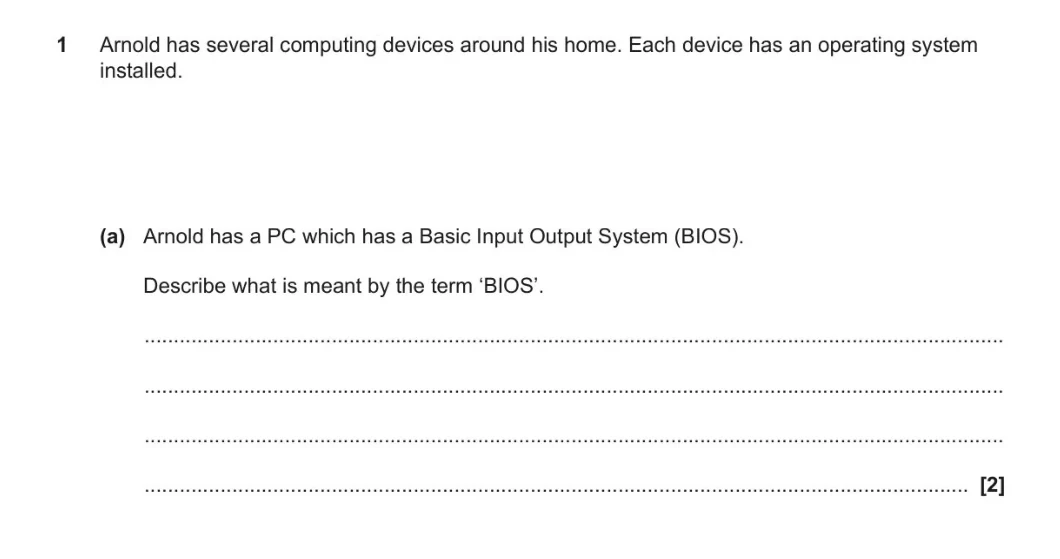 1 Arnold has several computing devices around his home. Each device has an operating system
installed.
(a) Arnold has a PC which has a Basic Input Output System (BIOS).
Describe what is meant by the term ‘BIOS’.
...................................................................................................................................................
...................................................................................................................................................
...................................................................................................................................................
............................................................................................................................................. [2]